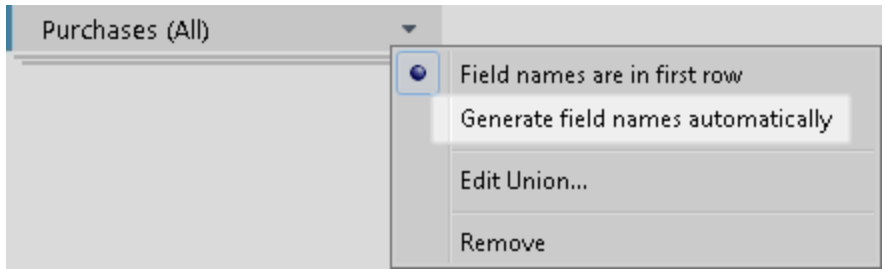 Purchases (All)
Field names are in first row
Generate field names automatically
Edit Union...
Remove